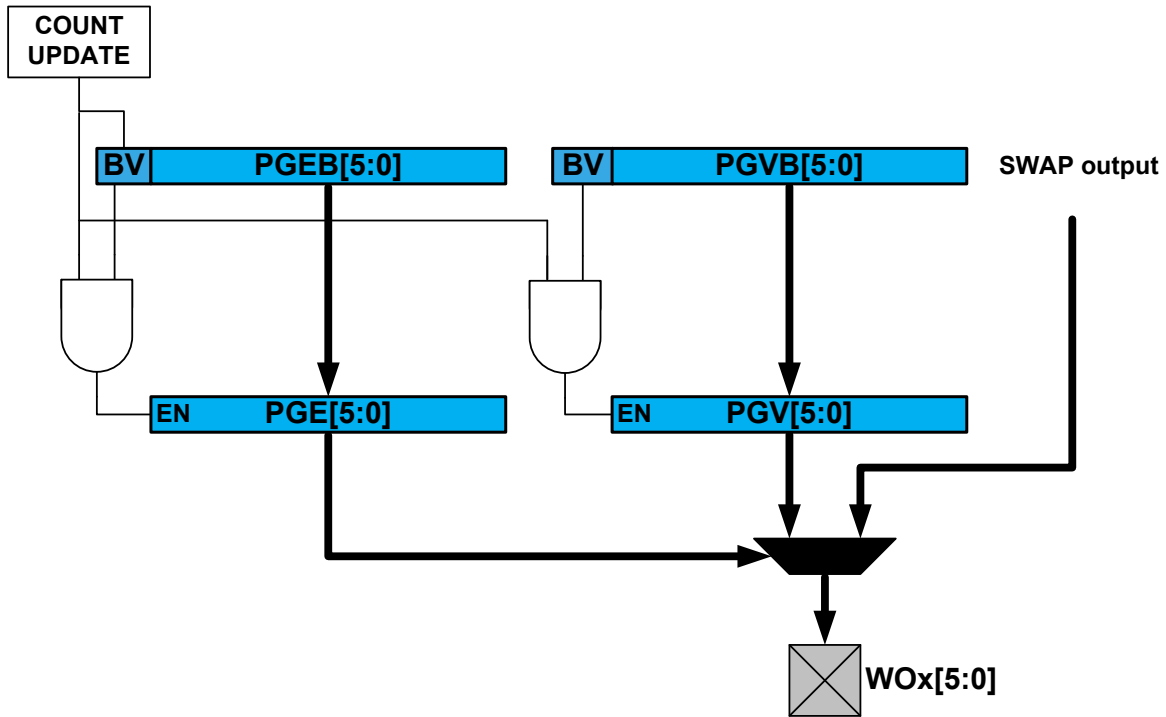 COUNT
UPDATE
BV PGEB[5:0]
BV PGVB[5:0]
SWAP output
EN PGE[5:0]
EN PGV[5:0]
WOx[5:0]